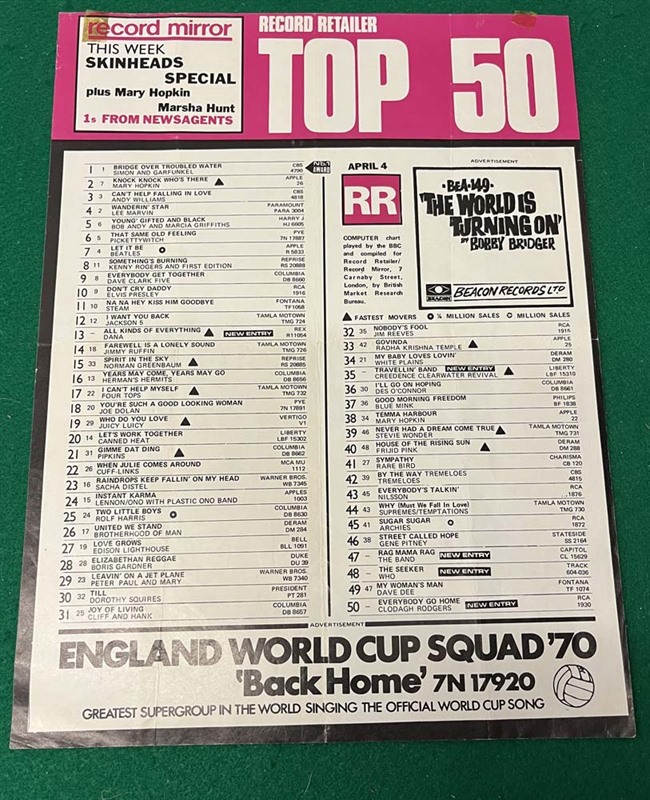 record mirror
THIS WEEK
SKINHEADS
SPECIAL
plus Mary Hopkin
Marsha Hunt
1s FROM NEWSAGENTS
RECORD RETAILER
TOP 50
1 1 BRIDGE OVER TROUBLED WATER CBS
SIMON AND GARFUNKEL 4790
No.1 AWARD
2 7 KNOCK KNOCK WHO'S THERE ▲ APPLE
MARY HOPKIN 26
3 3 CAN'T HELP FALLING IN LOVE CBS
ANDY WILLIAMS 4818
4 2 WANDERIN' STAR PARAMOUNT
LEE MARVIN PARA 3004
5 6 YOUNG' GIFTED AND BLACK HARRY J
BOB ANDY AND MARCIA GRIFFITHS HJ 6605
6 5 THAT SAME OLD FEELING PYE
PICKETTYWITCH 7N 17887
7 4 LET IT BE APPLE
BEATLES R 5833
8 11 SOMETHING'S BURNING REPRISE
KENNY ROGERS AND FIRST EDITION RS 20888
9 8 EVERYBODY GET TOGETHER COLUMBIA
DAVE CLARK FIVE DB 8660
10 9 DON'T CRY DADDY RCA
ELVIS PRESLEY 1916
11 10 NA NA HEY KISS HIM GOODBYE FONTANA
STEAM TF1058
12 12 I WANT YOU BACK TAMLA MOTOWN
JACKSON 5 TMG 724
13 – ALL KINDS OF EVERYTHING ▲ NEW ENTRY REX
DANA R11054
14 18 FAREWELL IS A LONELY SOUND TAMLA MOTOWN
JIMMY RUFFIN TMG 726
15 33 SPIRIT IN THE SKY ▲ REPRISE
NORMAN GREENBAUM RS 20885
16 13 YEARS MAY COME, YEARS MAY GO COLUMBIA
HERMAN'S HERMITS DB 8656
17 22 I CAN'T HELP MYSELF ▲ TAMLA MOTOWN
FOUR TOPS TMG 732
18 20 YOU'RE SUCH A GOOD LOOKING WOMAN PYE
JOE DOLAN 7N 17891
19 29 WHO DO YOU LOVE ▲ VERTIGO
JUICY LUICY V1
20 14 LET'S WORK TOGETHER LIBERTY
CANNED HEAT LBF 15302
21 31 GIMME DAT DING ▲ COLUMBIA
PIPKINS DB 8662
22 26 WHEN JULIE COMES AROUND MCA MU
CUFF-LINKS 1112
23 16 RAINDROPS KEEP FALLIN' ON MY HEAD WARNER BROS.
SACHA DISTEL WB 7345
24 15 INSTANT KARMA APPLES
LENNON/ONO WITH PLASTIC ONO BAND 1003
25 24 TWO LITTLE BOYS COLUMBIA
ROLF HARRIS DB 8630
26 17 UNITED WE STAND DERAM
BROTHERHOOD OF MAN DM 284
27 19 LOVE GROWS BELL
EDISON LIGHTHOUSE BLL 1091
28 28 ELIZABETHAN REGGAE DUKE
BORIS GARDNER DU 39
29 23 LEAVIN' ON A JET PLANE WARNER BROS.
PETER PAUL AND MARY WB 7340
30 32 TILL PRESIDENT
DOROTHY SQUIRES PT 281
31 25 JOY OF LIVING COLUMBIA
CLIFF AND HANK DB 8657
APRIL 4
RR
COMPUTER chart
played by the BBC
and compiled for
Record Retailer/
Record Mirror, 7
Carnaby Street,
London, by British
Market Research
Bureau.
ADVERTISEMENT
·BEA·149·
'THE WORLD IS
TURNING ON'
BY BOBBY BRIDGER
BEACON
BEACON RECORDS LTD
▲ FASTEST MOVERS ¼ MILLION SALES MILLION SALES
32 35 NOBODY'S FOOL RCA
JIM REEVES 1915
33 42 GOVINDA ▲ APPLE
RADHA KRISHNA TEMPLE 25
34 21 MY BABY LOVES LOVIN' DERAM
WHITE PLAINS DM 280
35 – TRAVELLIN' BAND NEW ENTRY ▲ LIBERTY
CREEDENCE CLEARWATER REVIVAL LBF 15310
36 30 I'LL GO ON HOPING COLUMBIA
DES O'CONNOR DB 8661
37 36 GOOD MORNING FREEDOM PHILIPS
BLUE MINK BF 1838
38 34 TEMMA HARBOUR APPLE
MARY HOPKIN 22
39 46 NEVER HAD A DREAM COME TRUE ▲ TAMLA MOTOWN
STEVIE WONDER TMG 731
40 48 HOUSE OF THE RISING SUN ▲ DERAM
FRIJID PINK DM 288
41 27 SYMPATHY CHARISMA
RARE BIRD CB 120
42 39 BY THE WAY TREMELOES CBS
TREMELOES 4815
43 45 EVERYBODY'S TALKIN' RCA
NILSSON 1876
44 43 WHY (Must We Fall In Love) TAMLA MOTOWN
SUPREMES/TEMPTATIONS TMG 730
45 41 SUGAR SUGAR RCA
ARCHIES 1872
46 38 STREET CALLED HOPE STATESIDE
GENE PITNEY SS 2164
47 – RAG MAMA RAG NEW ENTRY CAPITOL
THE BAND CL 15629
48 – THE SEEKER NEW ENTRY TRACK
WHO 604-036
49 47 MY WOMAN'S MAN FONTANA
DAVE DEE TF 1074
50 – EVERYBODY GO HOME NEW ENTRY RCA
CLODAGH RODGERS 1930
ADVERTISEMENT
ENGLAND WORLD CUP SQUAD '70
'Back Home' 7N 17920
GREATEST SUPERGROUP IN THE WORLD SINGING THE OFFICIAL WORLD CUP SONG